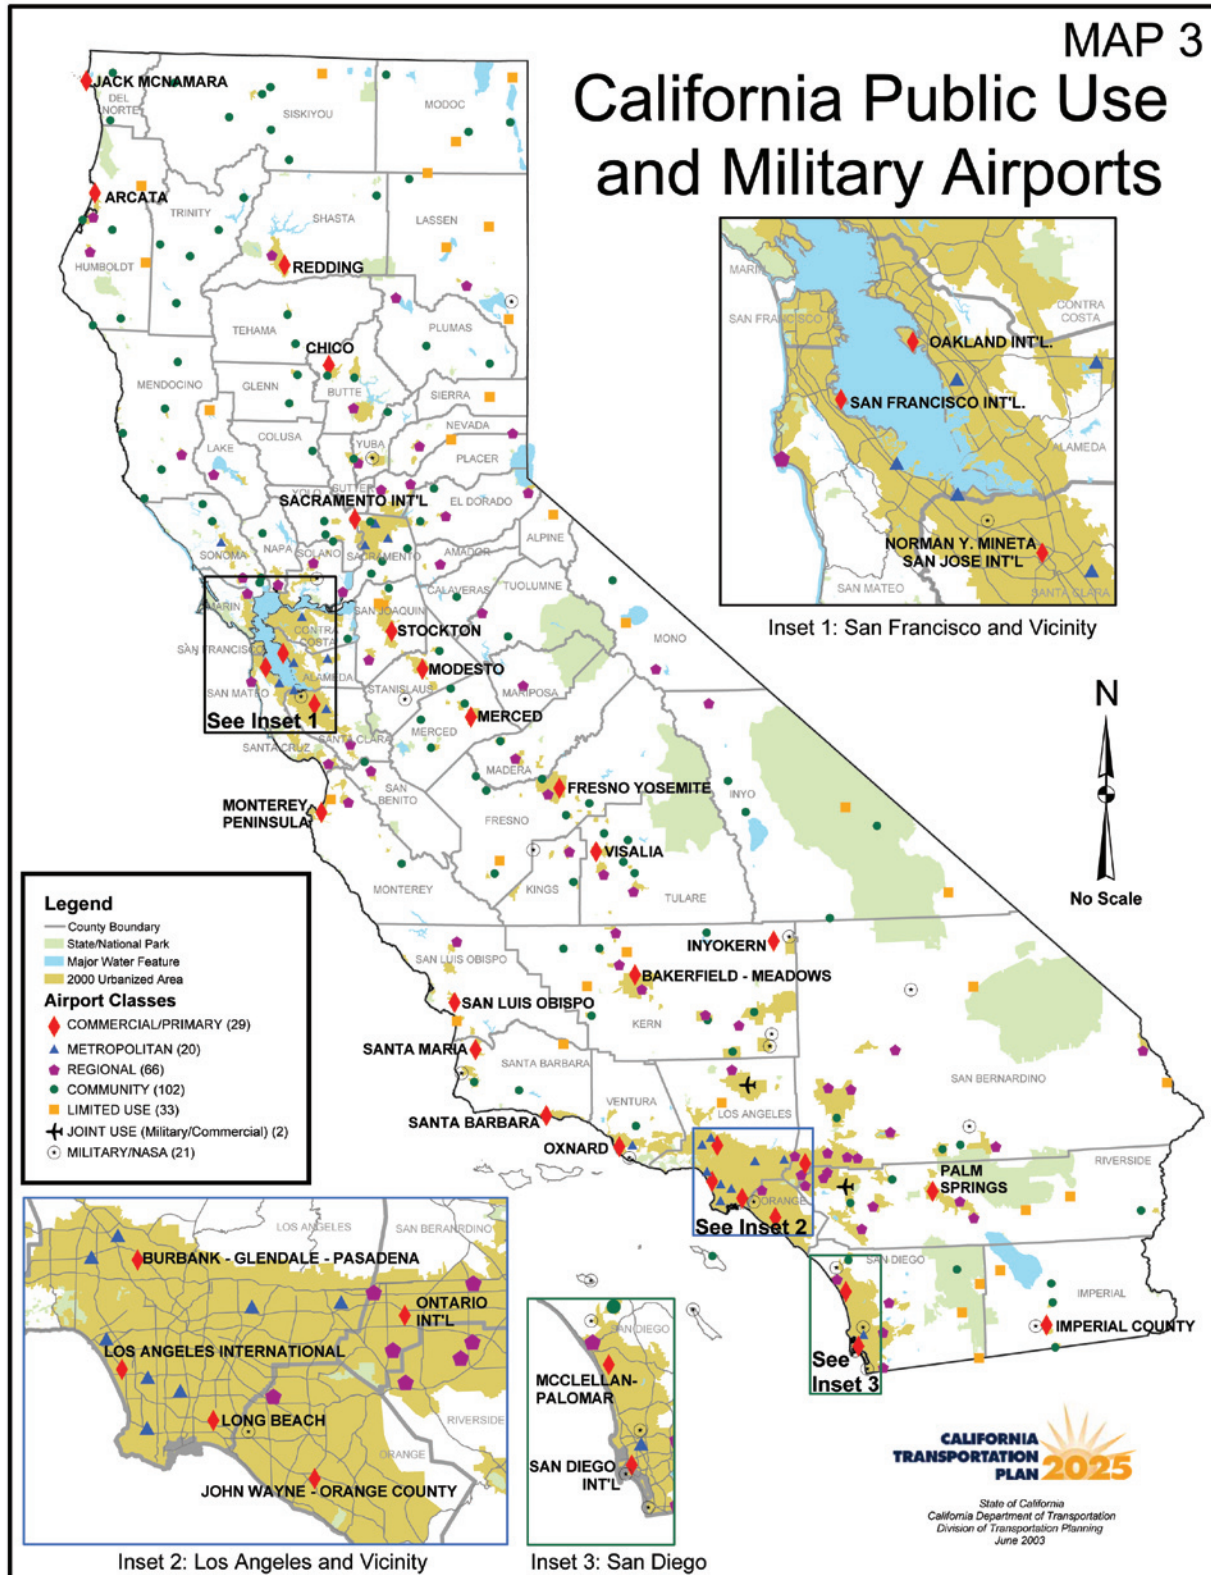 MAP 3
California Public Use
and Military Airports
JACK MCNAMARA
DEL
NORTE
SISKIYOU
MODOC
ARCATA
TRINITY
SHASTA
LASSEN
HUMBOLDT
REDDING
TEHAMA
PLUMAS
CHICO
MENDOCINO
GLENN
BUTTE
SIERRA
COLUSA
NEVADA
LAKE
YUBA
PLACER
YOLO
SUTTER
SACRAMENTO INT'L
EL DORADO
SONOMA
NAPA
SOLANO
SACRAMENTO
AMADOR
ALPINE
CALAVERAS
TUOLUMNE
MARIN
SAN JOAQUIN
CONTRA
COSTA
STOCKTON
MONO
SAN FRANCISCO
ALAMEDA
MODESTO
STANISLAUS
SAN MATEO
MARIPOSA
See Inset 1
MERCED
MERCED
SANTA CLARA
SANTA CRUZ
MADERA
SAN
BENITO
FRESNO YOSEMITE
INYO
MONTEREY
PENINSULA
FRESNO
VISALIA
MONTEREY
KINGS
TULARE
INYOKERN
SAN LUIS OBISPO
BAKERFIELD - MEADOWS
SAN LUIS OBISPO
KERN
SANTA MARIA
SANTA BARBARA
SAN BERNARDINO
VENTURA
LOS ANGELES
SANTA BARBARA
OXNARD
RIVERSIDE
PALM
SPRINGS
ORANGE
See Inset 2
SAN DIEGO
IMPERIAL
IMPERIAL COUNTY
See
Inset 3
MARIN
SAN FRANCISCO
CONTRA
COSTA
OAKLAND INT'L.
SAN FRANCISCO INT'L.
ALAMEDA
NORMAN Y. MINETA
SAN JOSE INT'L
SAN MATEO
SANTA CLARA
Inset 1: San Francisco and Vicinity
N
No Scale
Legend
County Boundary
State/National Park
Major Water Feature
2000 Urbanized Area
Airport Classes
COMMERCIAL/PRIMARY (29)
METROPOLITAN (20)
REGIONAL (66)
COMMUNITY (102)
LIMITED USE (33)
JOINT USE (Military/Commercial) (2)
MILITARY/NASA (21)
LOS ANGELES
SAN BERANRDINO
BURBANK - GLENDALE - PASADENA
ONTARIO
INT'L
LOS ANGELES INTERNATIONAL
LONG BEACH
RIVERSIDE
ORANGE
JOHN WAYNE - ORANGE COUNTY
Inset 2: Los Angeles and Vicinity
SAN DIEGO
MCCLELLAN-
PALOMAR
SAN DIEGO
INT'L
Inset 3: San Diego
CALIFORNIA
TRANSPORTATION
PLAN 2025
State of California
California Department of Transportation
Division of Transportation Planning
June 2003